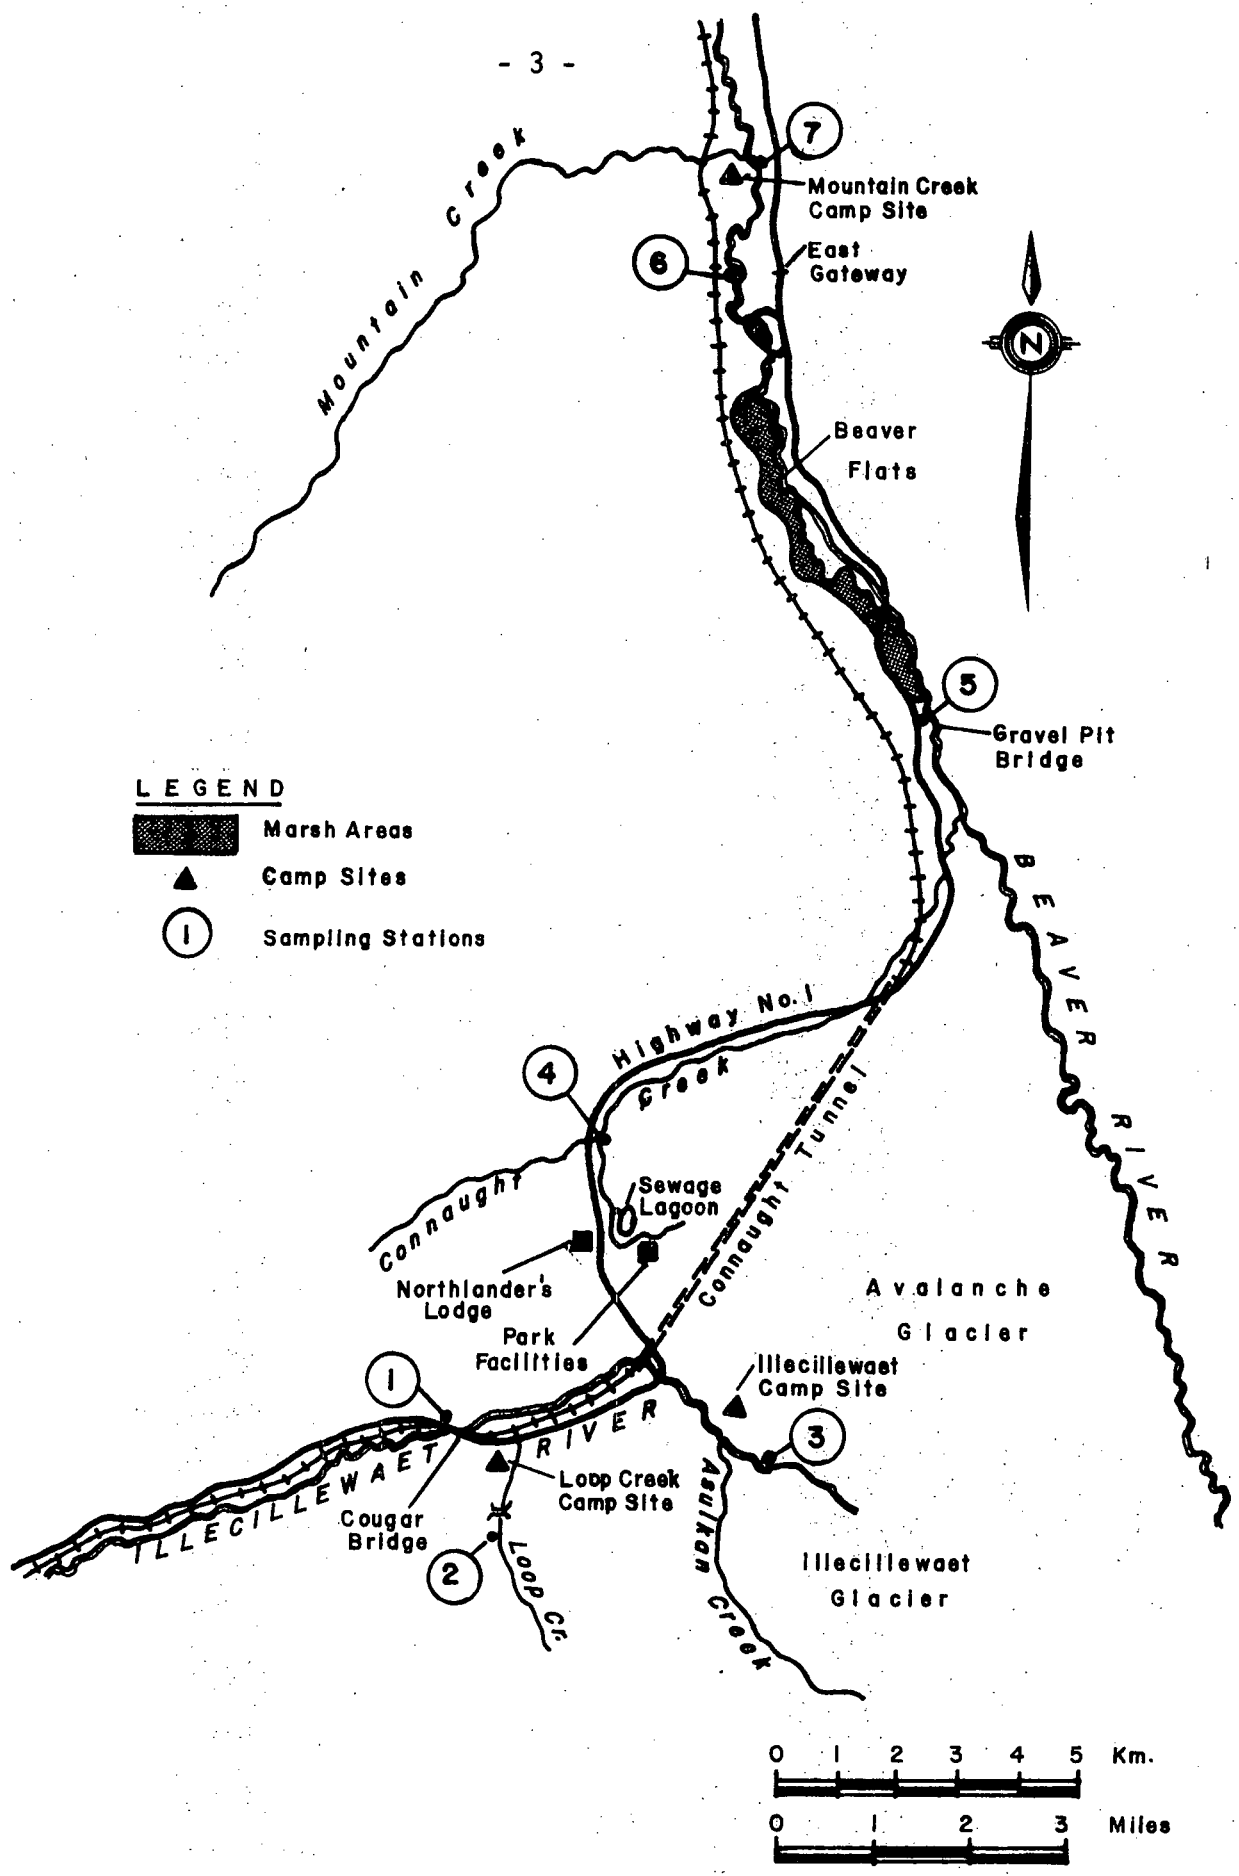 - 3 -
7
Mountain Creek
Mountain Creek
Camp Site
6
East
Gateway
N
Beaver
Flats
5
Gravel Pit
Bridge
LEGEND
Marsh Areas
Camp Sites
1
Sampling Stations
BEAVER RIVER
Highway No. 1
4
Connaught Creek
Connaught Tunnel
Sewage
Lagoon
Northlander's
Lodge
Park
Facilities
Avalanche
Glacier
Illecillewaet
Camp Site
1
3
ILLECILLEWAET RIVER
Loop Creek
Camp Site
Cougar
Bridge
2
Loop Cr.
Asulkan Creek
Illecillewaet
Glacier
0 1 2 3 4 5 Km.
0 1 2 3 Miles